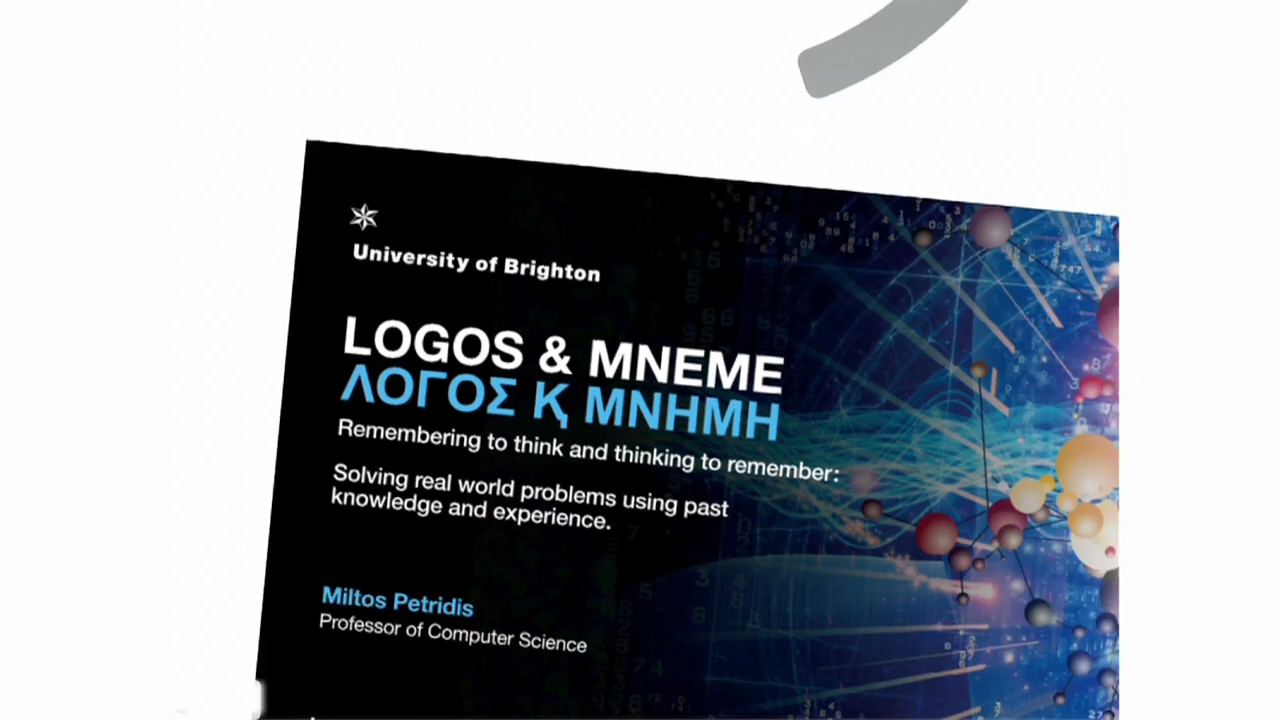 University of Brighton
LOGOS & MNEME
ΛΟΓΟΣ Ϗ ΜΝΗΜΗ
Remembering to think and thinking to remember:
Solving real world problems using past
knowledge and experience.
Miltos Petridis
Professor of Computer Science